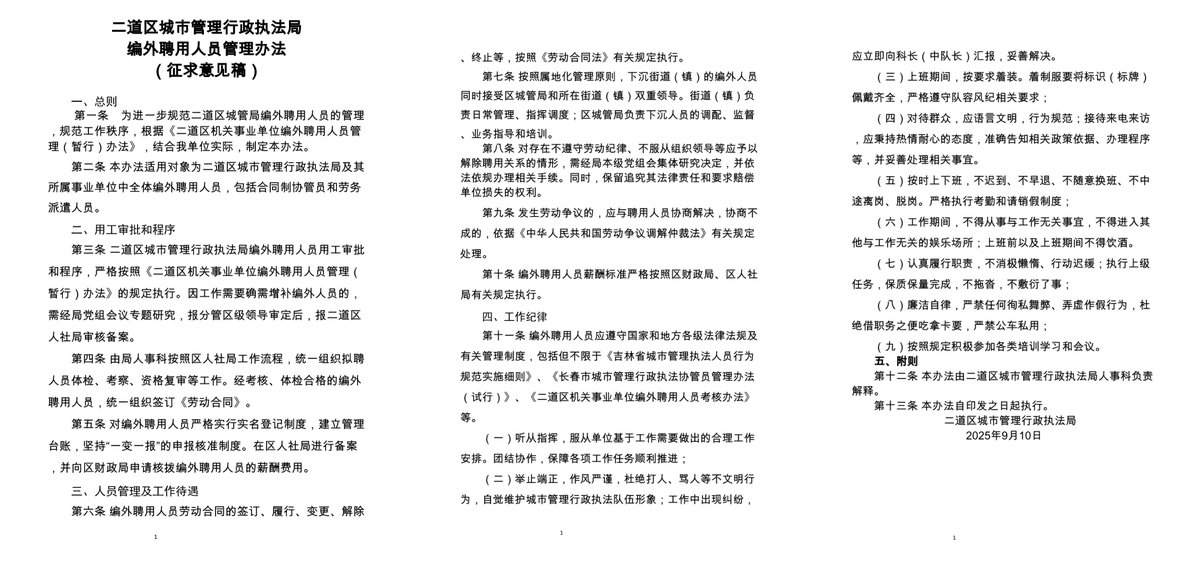 二道区城市管理行政执法局
编外聘用人员管理办法
（征求意见稿）
一、总则
第一条　为进一步规范二道区城管局编外聘用人员的管理
，规范工作秩序，根据《二道区机关事业单位编外聘用人员管
理（暂行）办法》，结合我单位实际，制定本办法。
第二条 本办法适用对象为二道区城市管理行政执法局及其
所属事业单位中全体编外聘用人员，包括合同制协管员和劳务
派遣人员。
二、用工审批和程序
第三条 二道区城市管理行政执法局编外聘用人员用工审批
和程序，严格按照《二道区机关事业单位编外聘用人员管理（
暂行）办法》的规定执行。因工作需要确需增补编外人员的，
需经局党组会议专题研究，报分管区级领导审定后，报二道区
人社局审核备案。
第四条 由局人事科按照区人社局工作流程，统一组织拟聘
人员体检、考察、资格复审等工作。经考核、体检合格的编外
聘用人员，统一组织签订《劳动合同》。
第五条 对编外聘用人员严格实行实名登记制度，建立管理
台账，坚持“一变一报”的申报核准制度。在区人社局进行备案
，并向区财政局申请核拨编外聘用人员的薪酬费用。
三、人员管理及工作待遇
第六条 编外聘用人员劳动合同的签订、履行、变更、解除
1
、终止等，按照《劳动合同法》有关规定执行。
第七条 按照属地化管理原则，下沉街道（镇）的编外人员
同时接受区城管局和所在街道（镇）双重领导。街道（镇）负
责日常管理、指挥调度；区城管局负责下沉人员的调配、监督
、业务指导和培训。
第八条 对存在不遵守劳动纪律、不服从组织领导等应予以
解除聘用关系的情形，需经局本级党组会集体研究决定，并依
法依规办理相关手续。同时，保留追究其法律责任和要求赔偿
单位损失的权利。
第九条 发生劳动争议的，应与聘用人员协商解决，协商不
成的，依据《中华人民共和国劳动争议调解仲裁法》有关规定
处理。
第十条 编外聘用人员薪酬标准严格按照区财政局、区人社
局有关规定执行。
四、工作纪律
第十一条 编外聘用人员应遵守国家和地方各级法律法规及
有关管理制度，包括但不限于《吉林省城市管理执法人员行为
规范实施细则》、《长春市城市管理行政执法协管员管理办法
（试行）》、《二道区机关事业单位编外聘用人员考核办法》
等。
（一）听从指挥，服从单位基于工作需要做出的合理工作
安排。团结协作，保障各项工作任务顺利推进；
（二）举止端正，作风严谨，杜绝打人、骂人等不文明行
为，自觉维护城市管理行政执法队伍形象；工作中出现纠纷，
1
应立即向科长（中队长）汇报，妥善解决。
（三）上班期间，按要求着装。着制服要将标识（标牌）
佩戴齐全，严格遵守队容风纪相关要求；
（四）对待群众，应语言文明，行为规范；接待来电来访
，应秉持热情耐心的态度，准确告知相关政策依据、办理程序
等，并妥善处理相关事宜。
（五）按时上下班，不迟到、不早退、不随意换班、不中
途离岗、脱岗。严格执行考勤和请销假制度；
（六）工作期间，不得从事与工作无关事宜，不得进入其
他与工作无关的娱乐场所；上班前以及上班期间不得饮酒。
（七）认真履行职责，不消极懒惰、行动迟缓；执行上级
任务，保质保量完成，不拖沓，不敷衍了事；
（八）廉洁自律，严禁任何徇私舞弊、弄虚作假行为，杜
绝借职务之便吃拿卡要，严禁公车私用；
（九）按照规定积极参加各类培训学习和会议。
五、附则
第十二条 本办法由二道区城市管理行政执法局人事科负责
解释。
第十三条 本办法自印发之日起执行。
二道区城市管理行政执法局
2025年9月10日
1